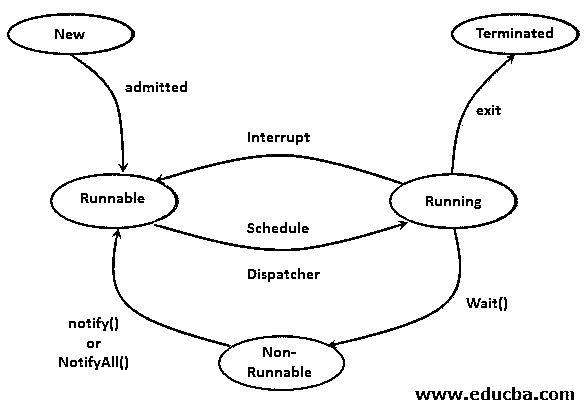 New
Terminated
admitted
exit
Interrupt
Runnable
Running
Schedule
Dispatcher
Wait()
notify()
or
NotifyAll()
Non-
Runnable
www.educba.com